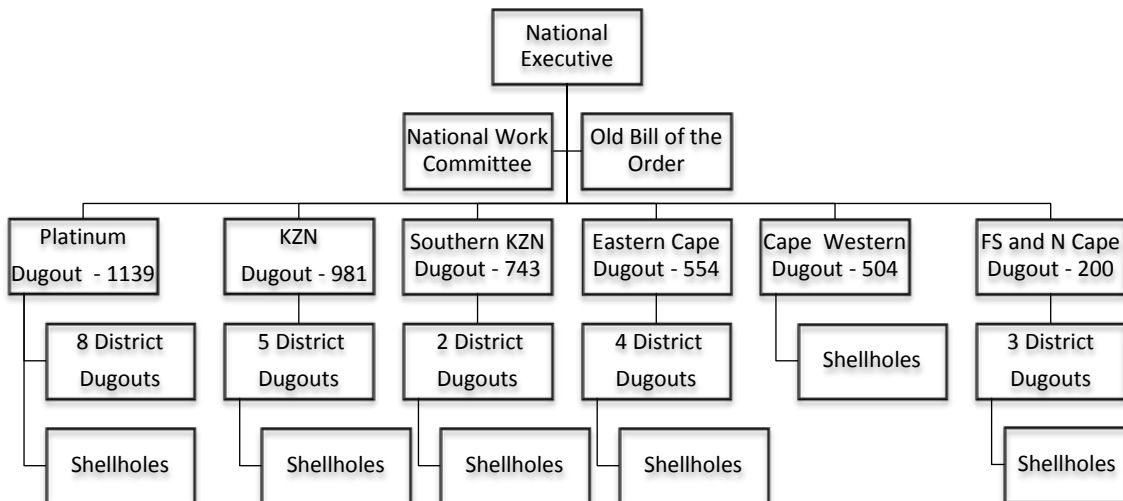 National
Executive
National Work
Committee
Old Bill of the
Order
Platinum
Dugout - 1139
KZN
Dugout - 981
Southern KZN
Dugout - 743
Eastern Cape
Dugout - 554
Cape Western
Dugout - 504
FS and N Cape
Dugout - 200
8 District
Dugouts
5 District
Dugouts
2 District
Dugouts
4 District
Dugouts
Shellholes
3 District
Dugouts
Shellholes
Shellholes
Shellholes
Shellholes
Shellholes